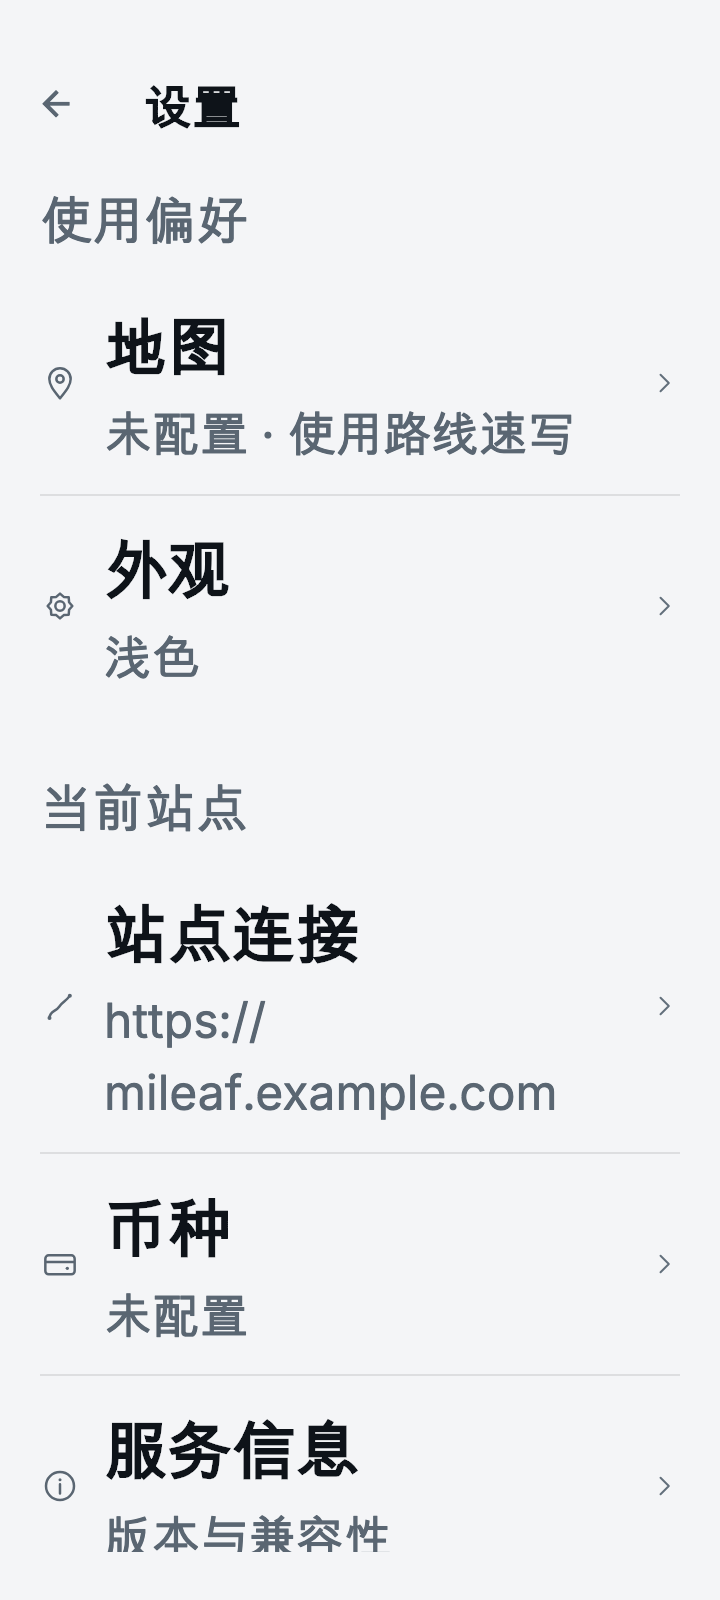 设置
使用偏好
地图
未配置 · 使用路线速写
外观
浅色
当前站点
站点连接
https://
mileaf.example.com
币种
未配置
服务信息
版本与兼容性